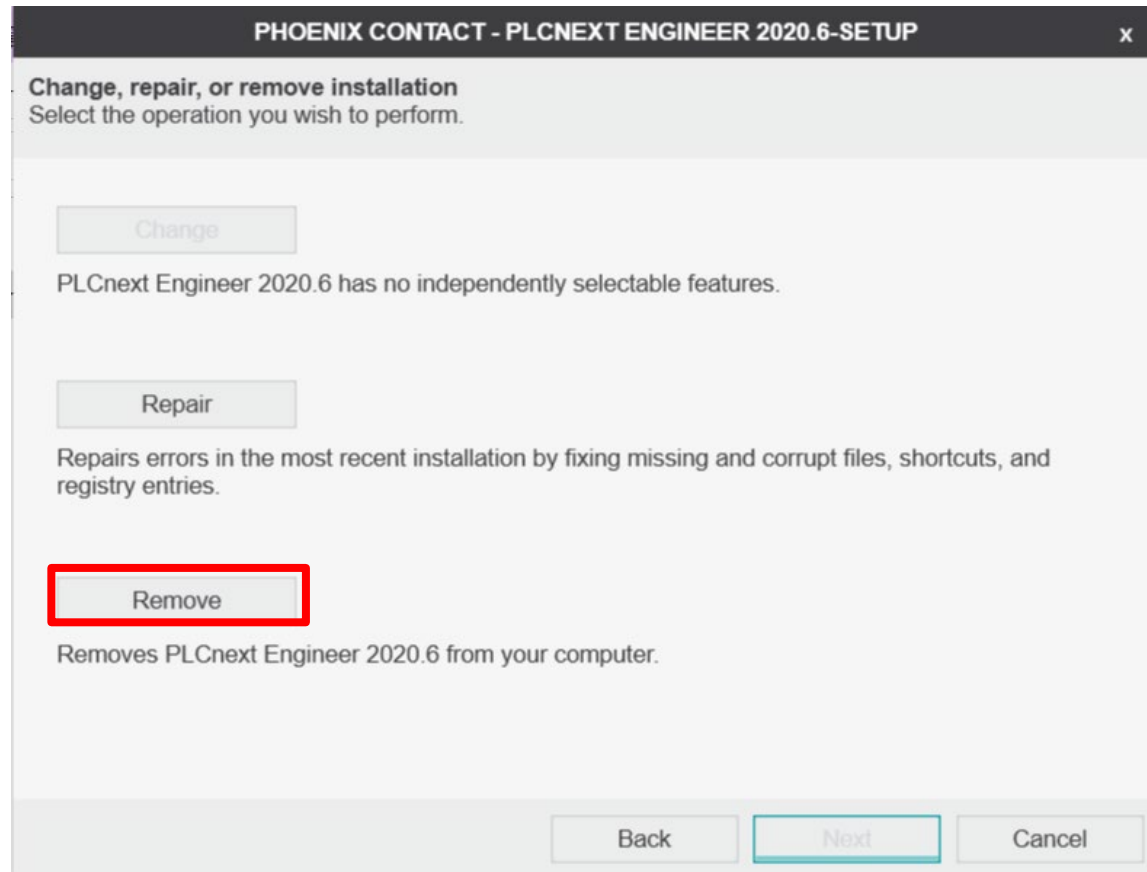 PHOENIX CONTACT - PLCNEXT ENGINEER 2020.6-SETUP x
Change, repair, or remove installation
Select the operation you wish to perform.
Change
PLCnext Engineer 2020.6 has no independently selectable features.
Repair
Repairs errors in the most recent installation by fixing missing and corrupt files, shortcuts, and
registry entries.
Remove
Removes PLCnext Engineer 2020.6 from your computer.
Back Next Cancel